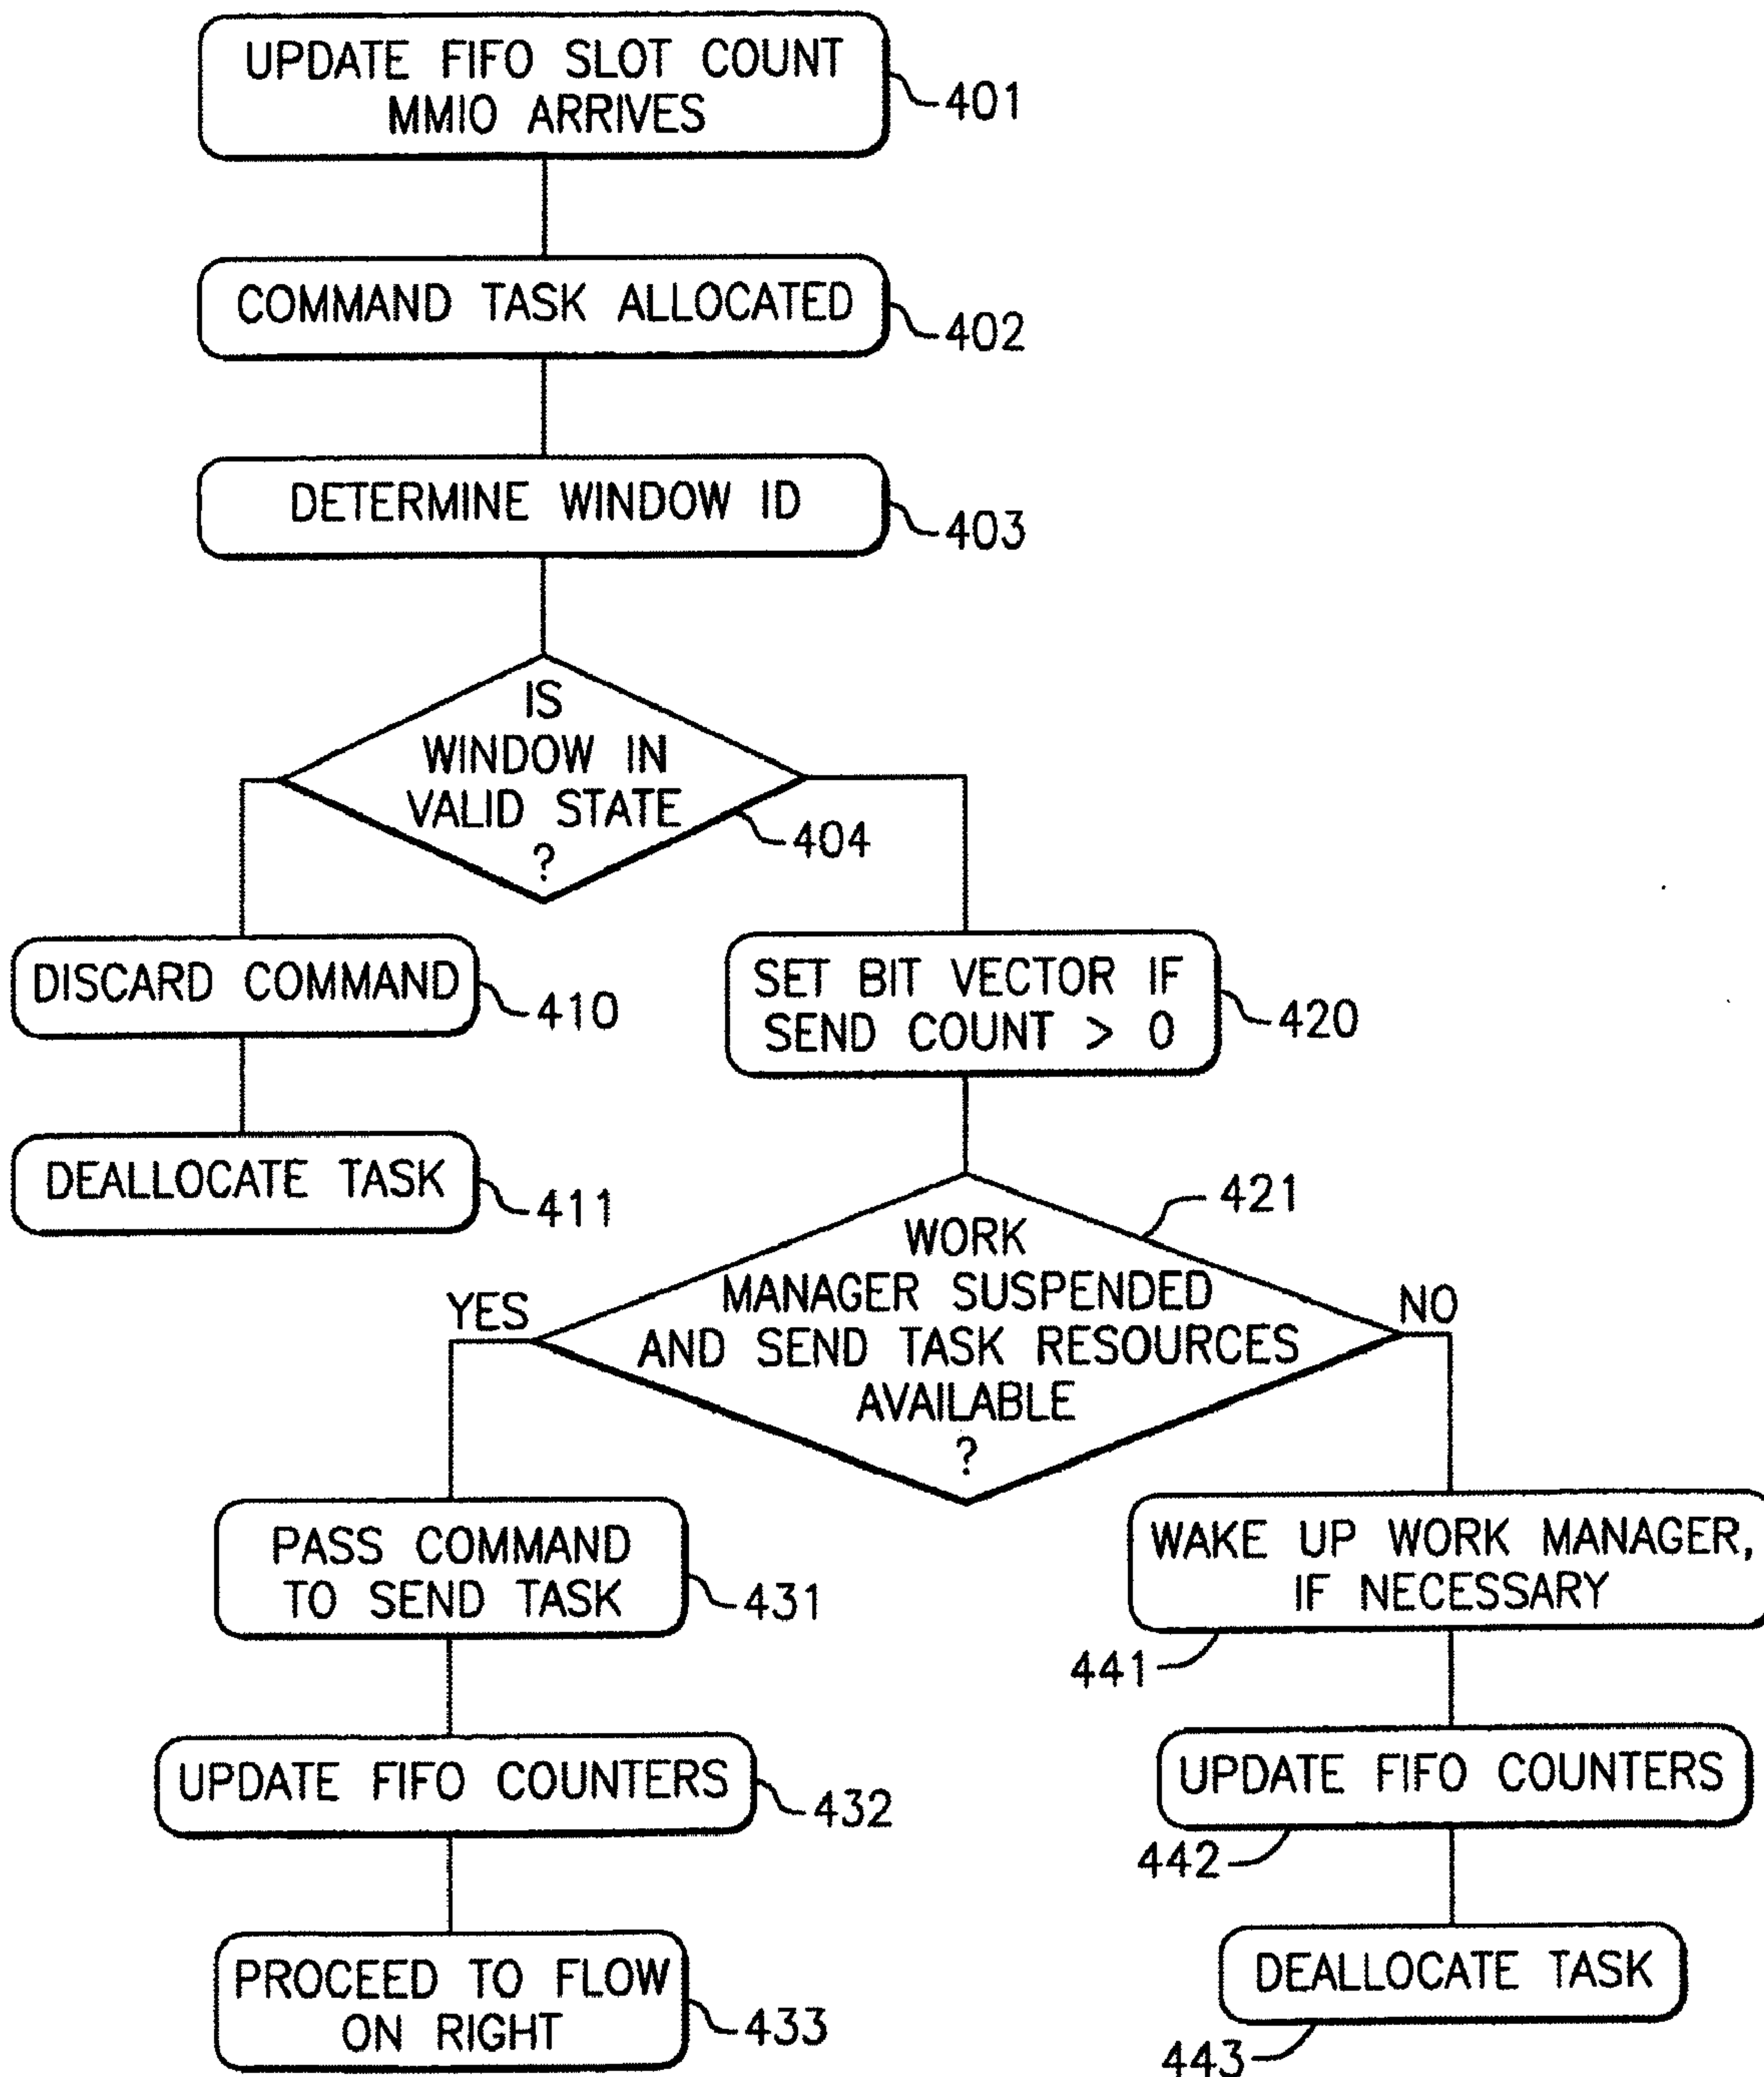 UPDATE FIFO SLOT COUNT
MMIO ARRIVES
401
COMMAND TASK ALLOCATED
402
DETERMINE WINDOW ID
403
IS
WINDOW IN
VALID STATE
?
404
DISCARD COMMAND
410
DEALLOCATE TASK
411
SET BIT VECTOR IF
SEND COUNT > 0
420
WORK
MANAGER SUSPENDED
AND SEND TASK RESOURCES
AVAILABLE
?
421
YES
NO
PASS COMMAND
TO SEND TASK
431
UPDATE FIFO COUNTERS
432
PROCEED TO FLOW
ON RIGHT
433
WAKE UP WORK MANAGER,
IF NECESSARY
441
UPDATE FIFO COUNTERS
442
DEALLOCATE TASK
443